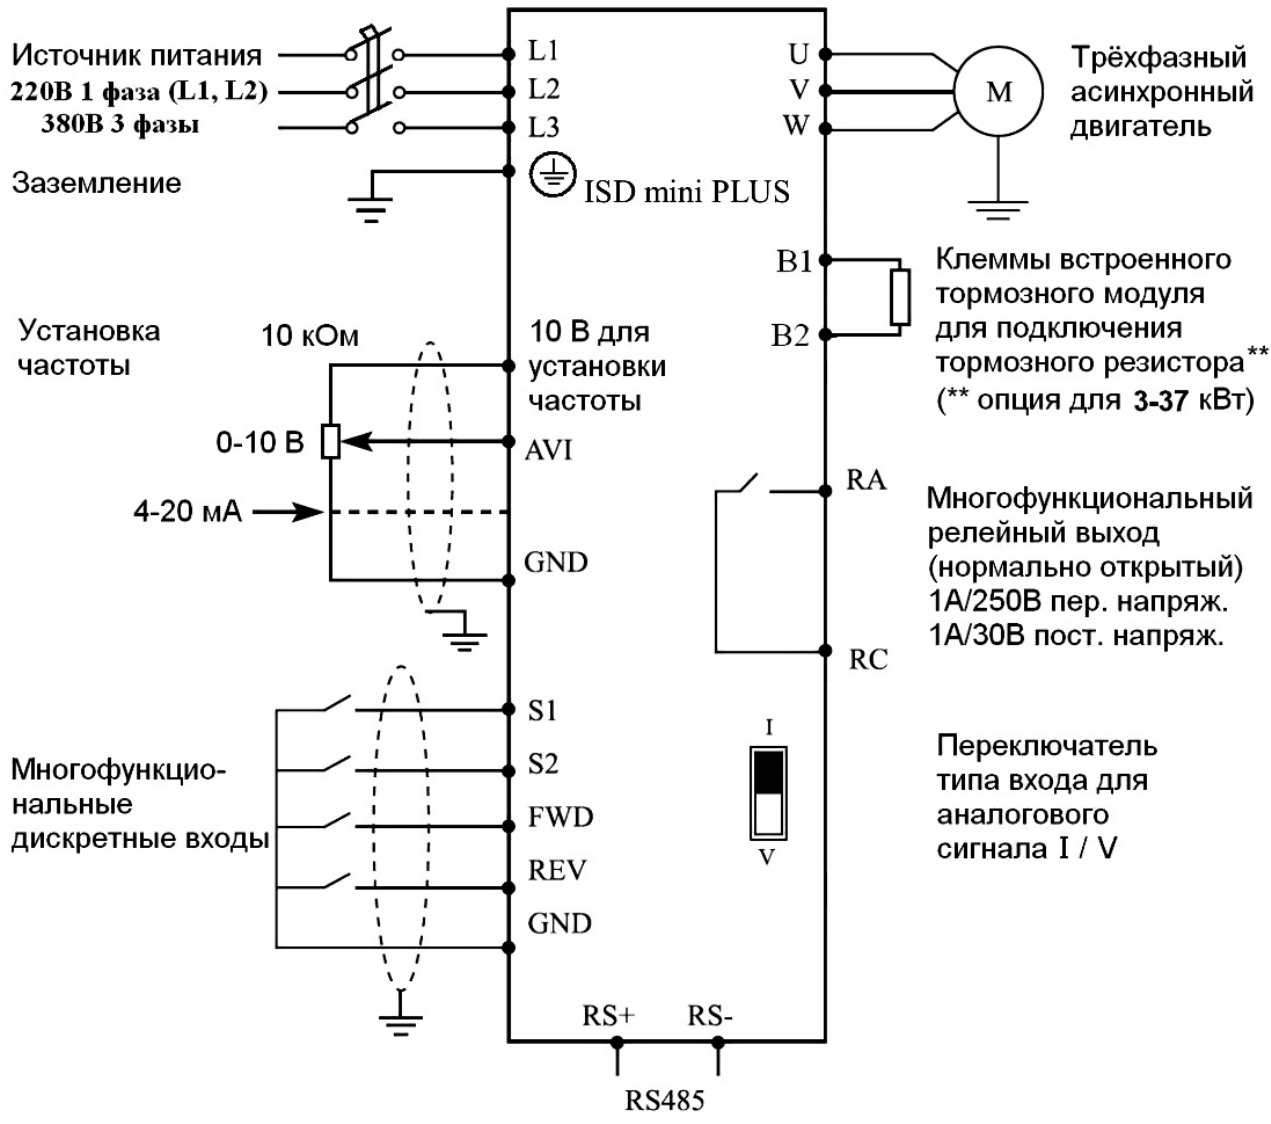 Источник питания
220В 1 фаза (L1, L2)
380В 3 фазы
Заземление
L1
L2
L3
ISD mini PLUS
U
V
W
M
Трёхфазный
асинхронный
двигатель
B1
B2
Клеммы встроенного
тормозного модуля
для подключения
тормозного резистора**
(** опция для 3-37 кВт)
Установка
частоты
10 кОм
0-10 В
4-20 мА
10 В для
установки
частоты
AVI
GND
RA
RC
Многофункциональный
релейный выход
(нормально открытый)
1А/250В пер. напряж.
1А/30В пост. напряж.
Многофункцио-
нальные
дискретные входы
S1
S2
FWD
REV
GND
I
V
Переключатель
типа входа для
аналогового
сигнала I / V
RS+
RS-
RS485